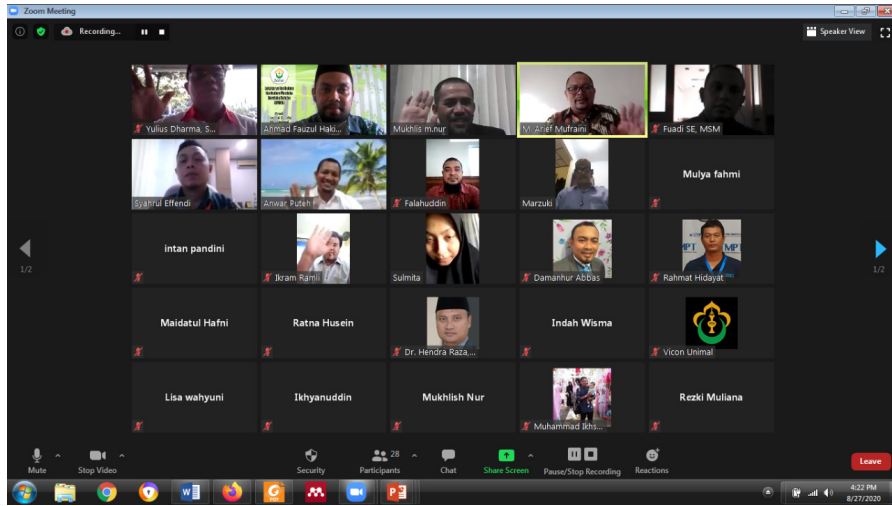 Zoom Meeting
Recording...
Speaker View
Yulius Dharma, S...
Ahmad Fauzul Haki...
Mukhlis m.nur
M. Arief Mufraini
Fuadi SE, MSM
Syahrul Effendi
Anwar Puteh
Falahuddin
Marzuki
Mulya fahmi
intan pandini
Ikram Ramli
Sulmita
Damanhur Abbas
Rahmat Hidayat
1/2
1/2
Maidatul Hafni
Ratna Husein
Dr. Hendra Raza,...
Indah Wisma
Vicon Unimal
Lisa wahyuni
Ikhyanuddin
Mukhlish Nur
Muhammad Ikhs...
Rezki Muliana
Mute
Stop Video
Security
Participants
28
Chat
Share Screen
Pause/Stop Recording
Reactions
Leave
4:22 PM
8/27/2020